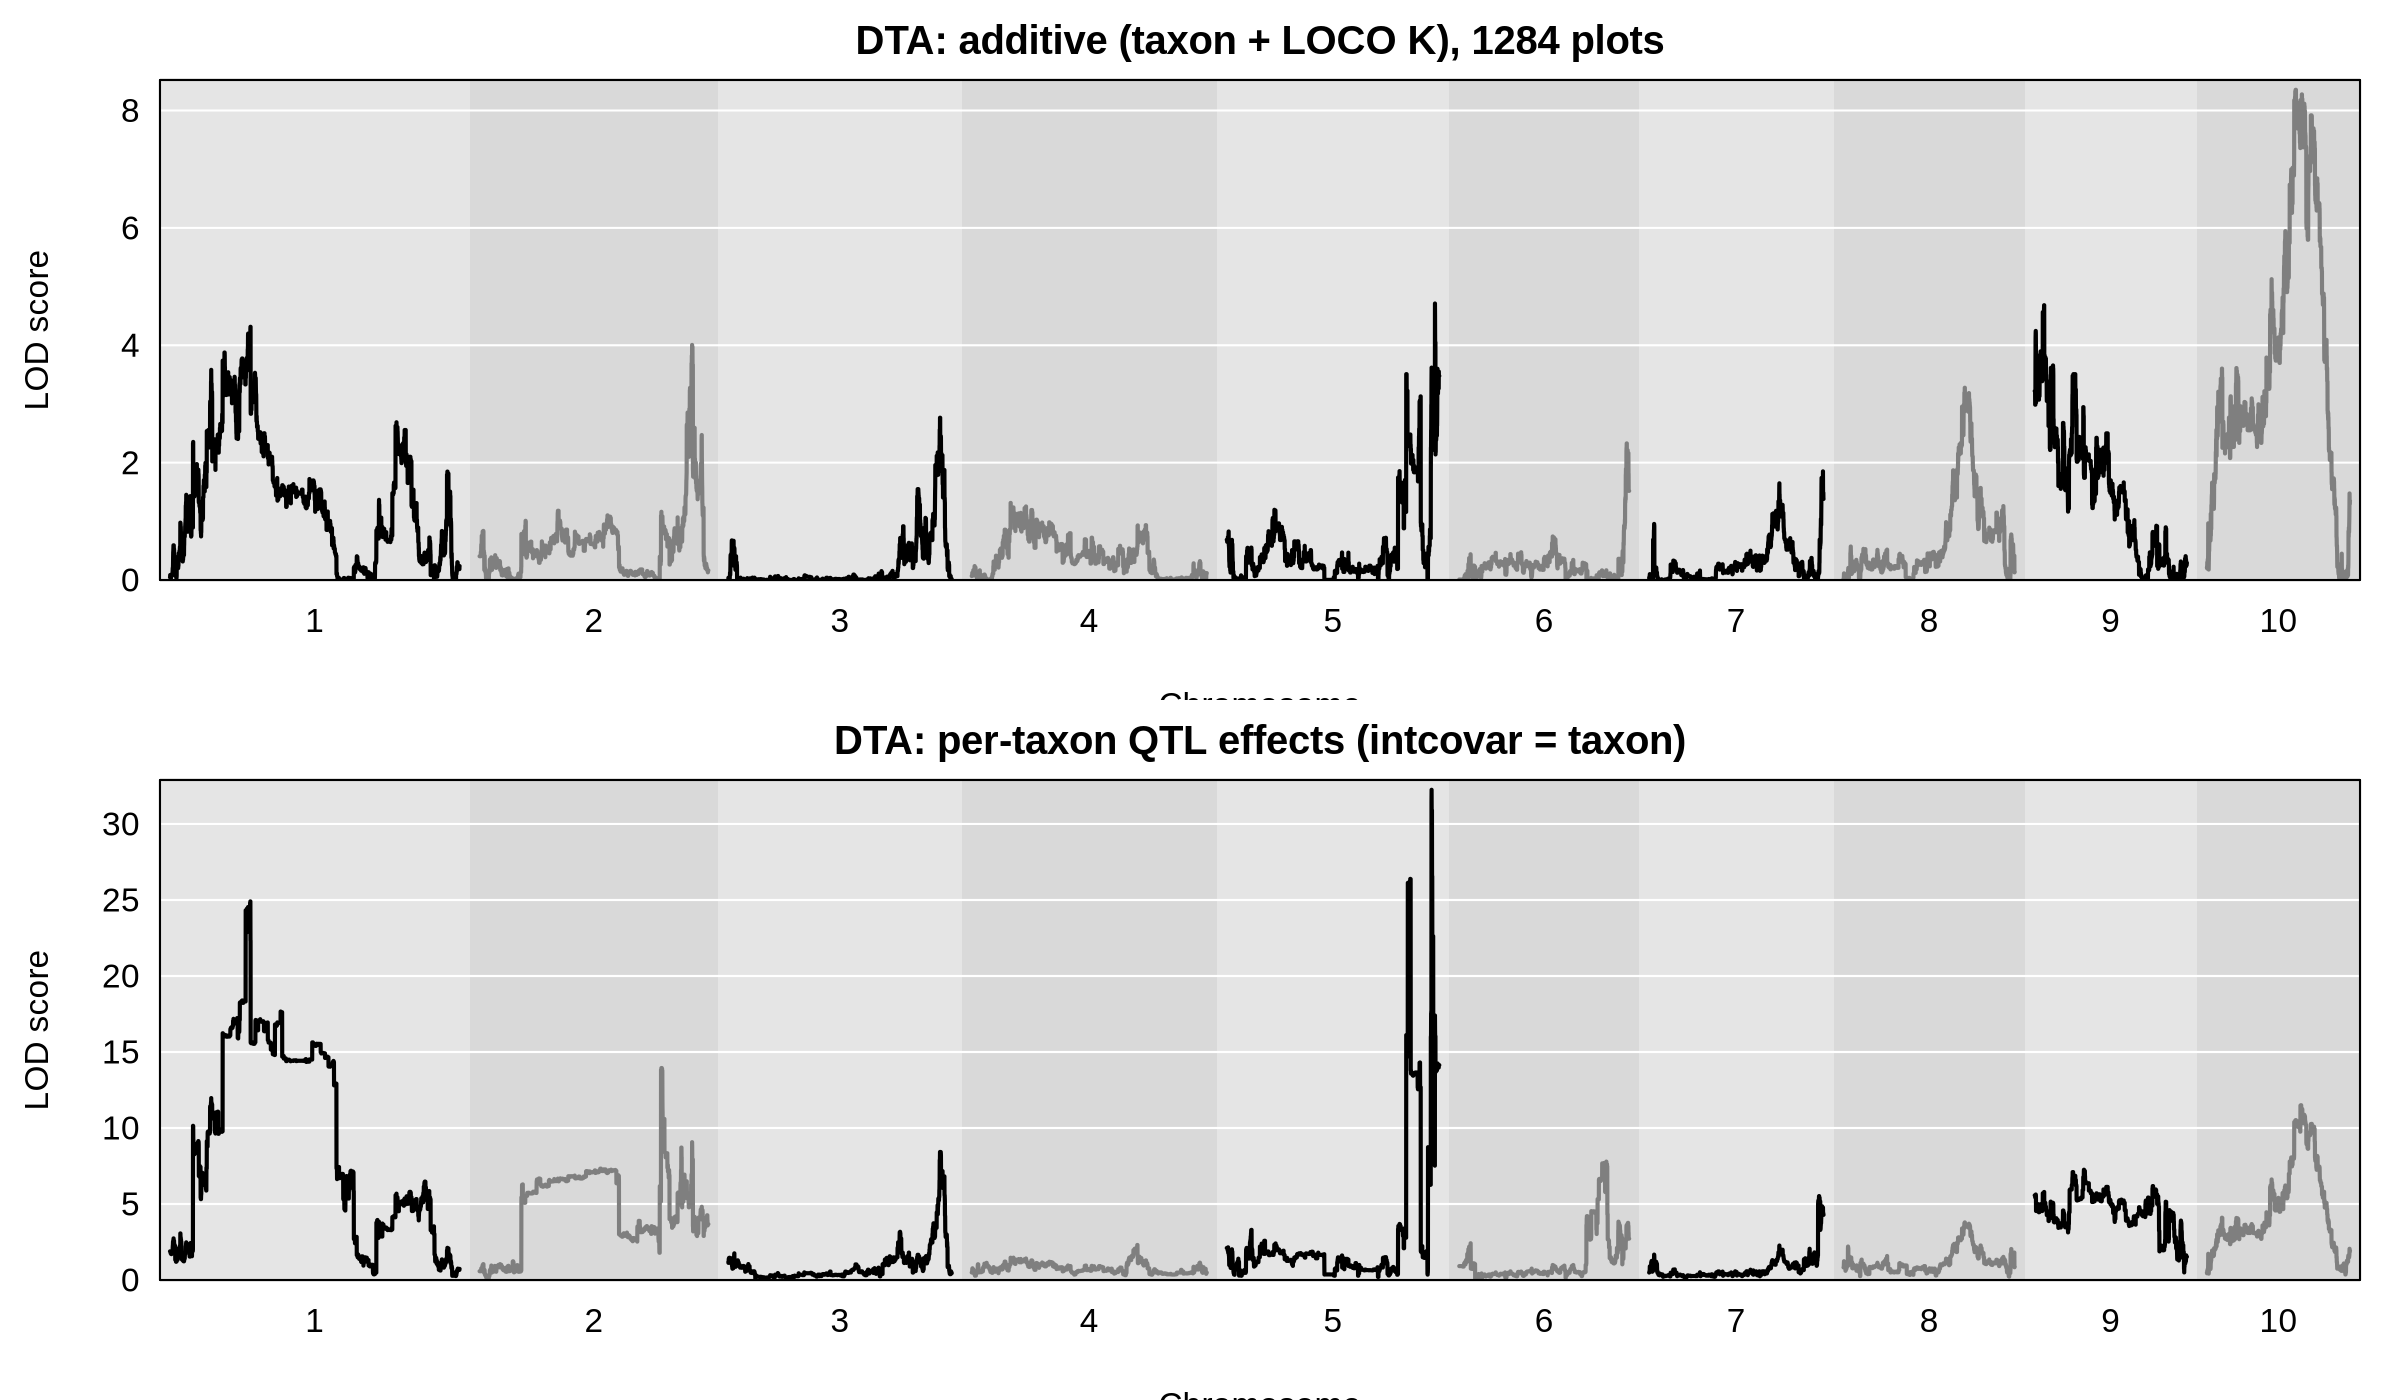 DTA: additive (taxon + LOCO K), 1284 plots
LOD score
8
6
4
2
0
1 2 3 4 5 6 7 8 9 10
Chromosome
DTA: per-taxon QTL effects (intcovar = taxon)
LOD score
30
25
20
15
10
5
0
1 2 3 4 5 6 7 8 9 10
Chromosome